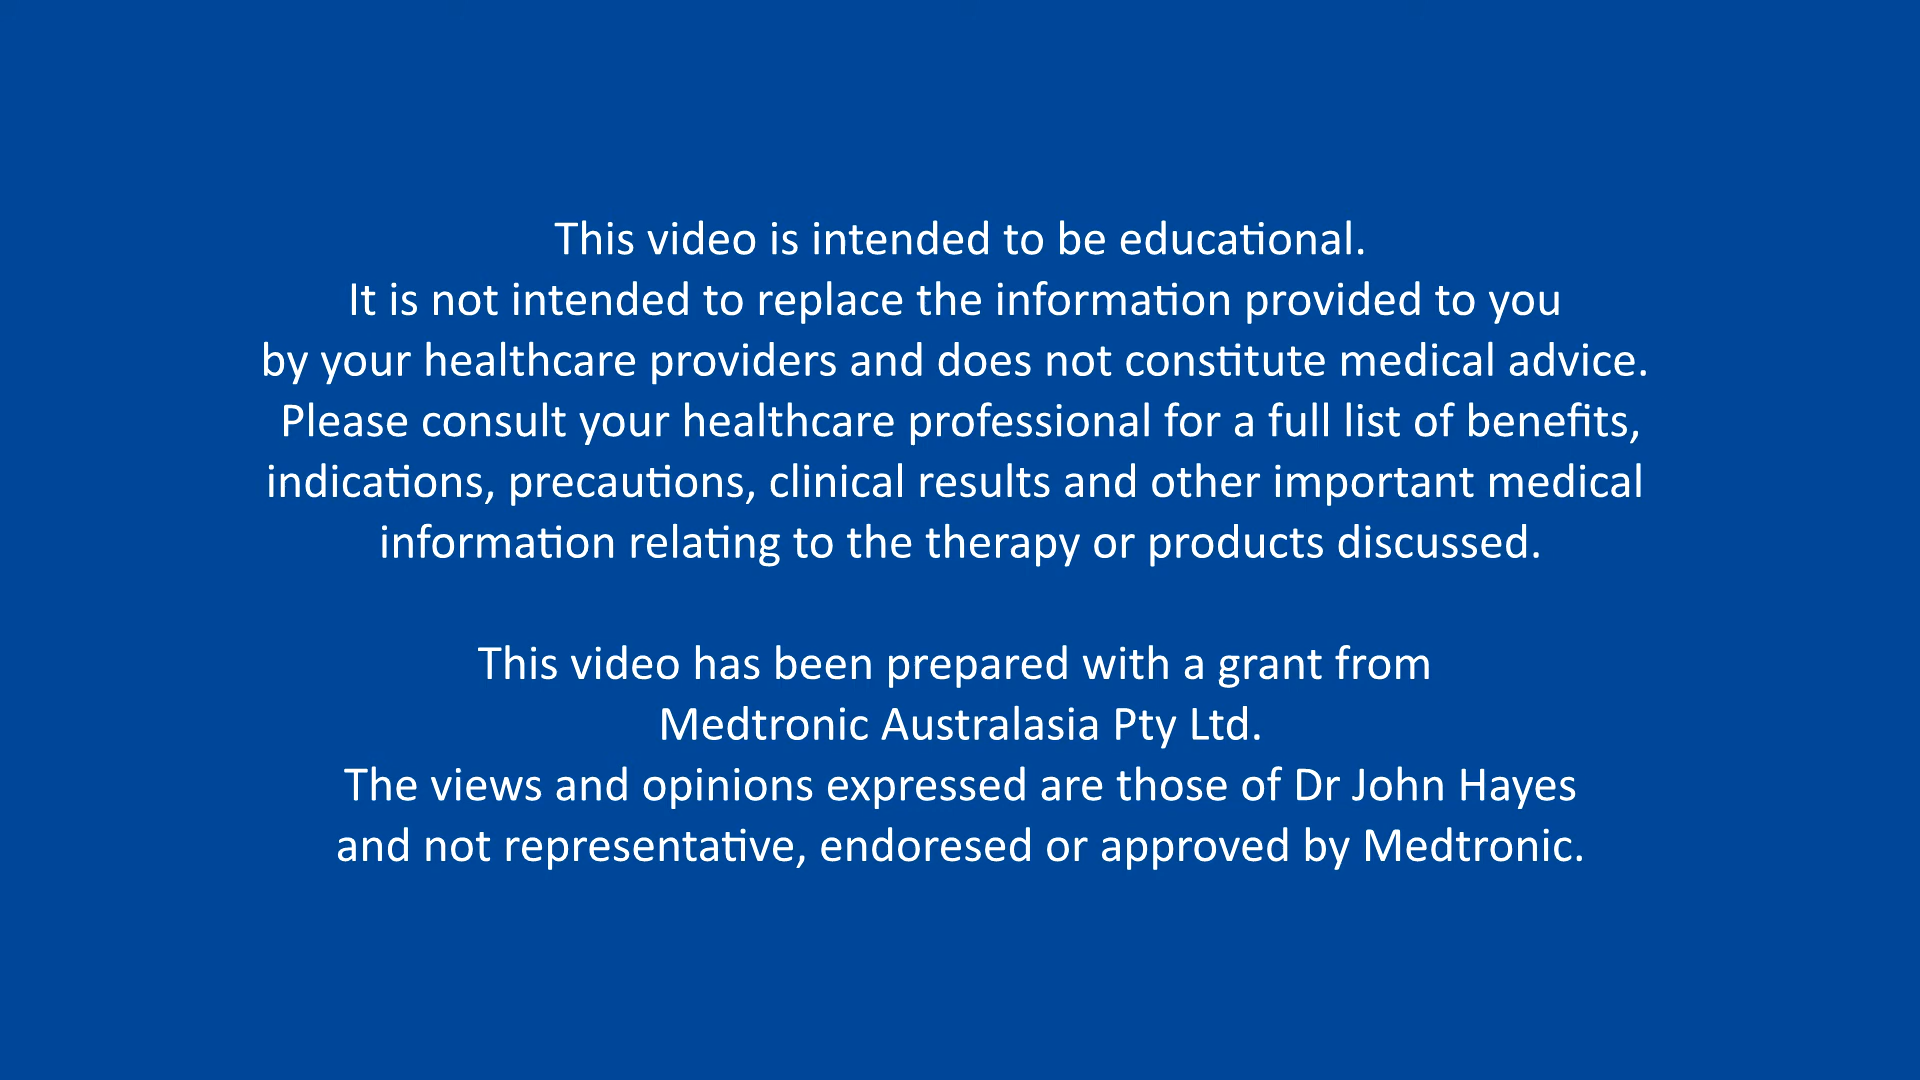 This video is intended to be educational.
It is not intended to replace the information provided to you
by your healthcare providers and does not constitute medical advice.
Please consult your healthcare professional for a full list of benefits,
indications, precautions, clinical results and other important medical
information relating to the therapy or products discussed.
This video has been prepared with a grant from
Medtronic Australasia Pty Ltd.
The views and opinions expressed are those of Dr John Hayes
and not representative, endoresed or approved by Medtronic.